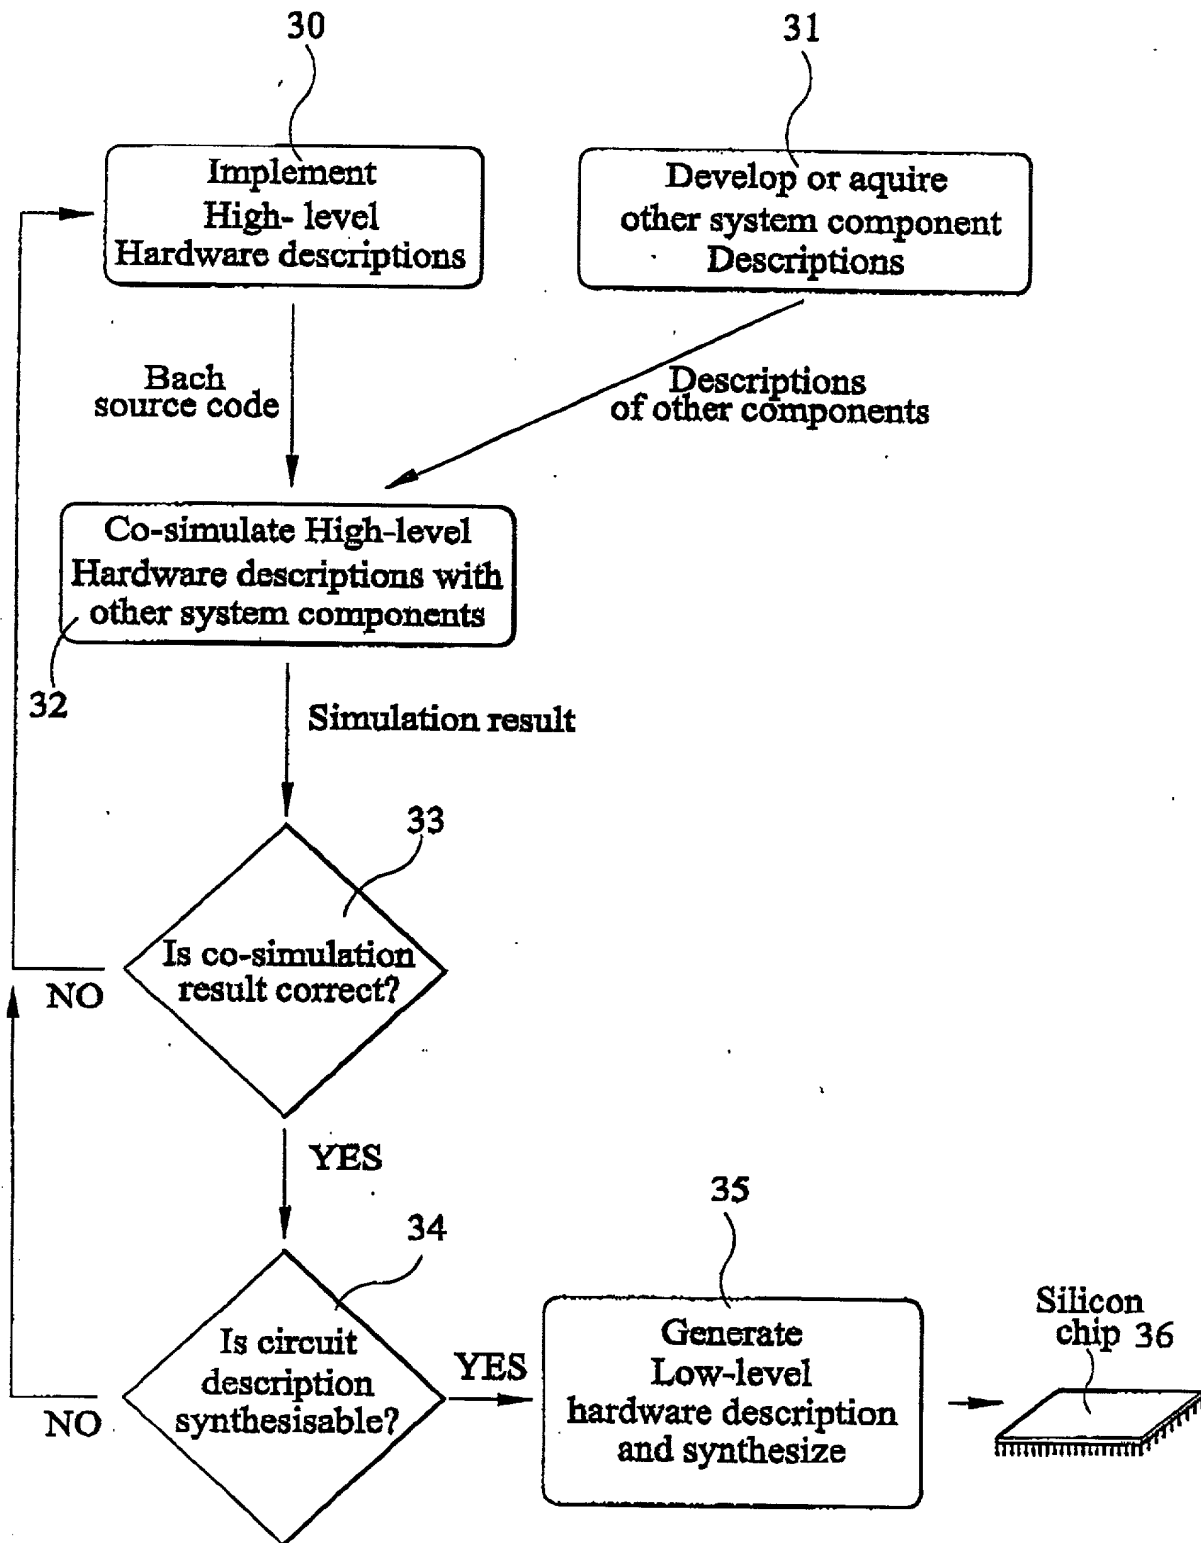 30
31
Implement
High- level
Hardware descriptions
Develop or aquire
other system component
Descriptions
Bach
source code
Descriptions
of other components
Co-simulate High-level
Hardware descriptions with
other system components
32
Simulation result
33
Is co-simulation
result correct?
NO
YES
34
35
Is circuit
description
synthesisable?
NO
YES
Generate
Low-level
hardware description
and synthesize
Silicon
chip 36